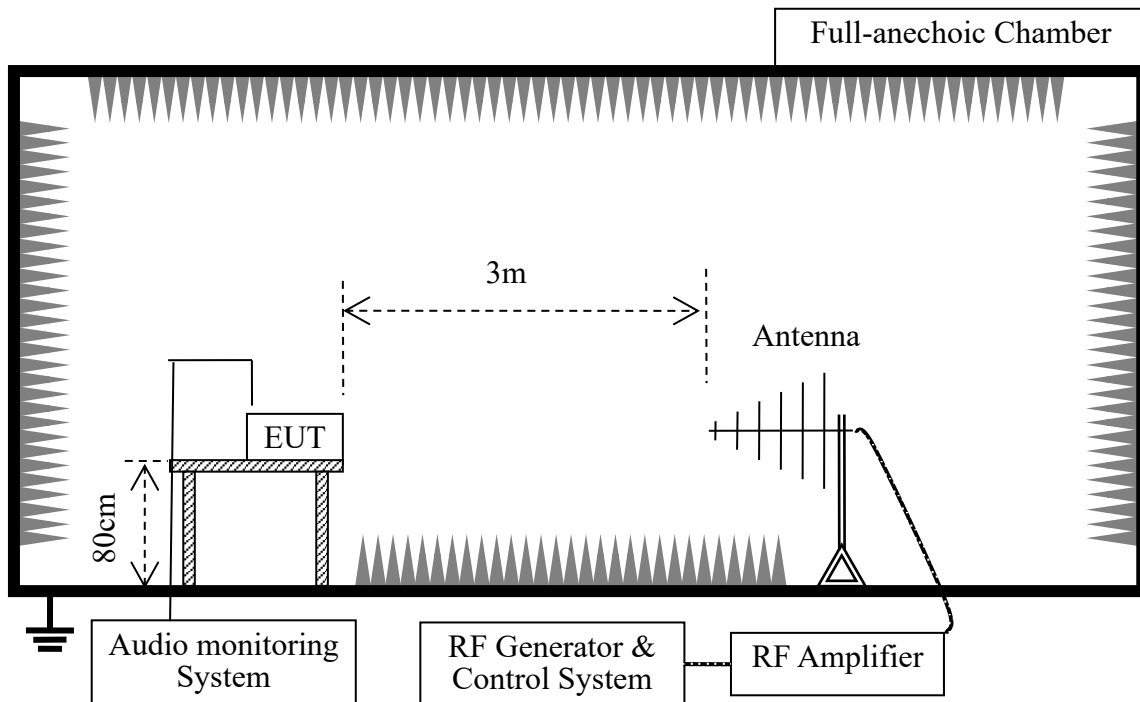 Full-anechoic Chamber
3m
Antenna
EUT
80cm
Audio monitoring
System
RF Generator &
Control System
RF Amplifier